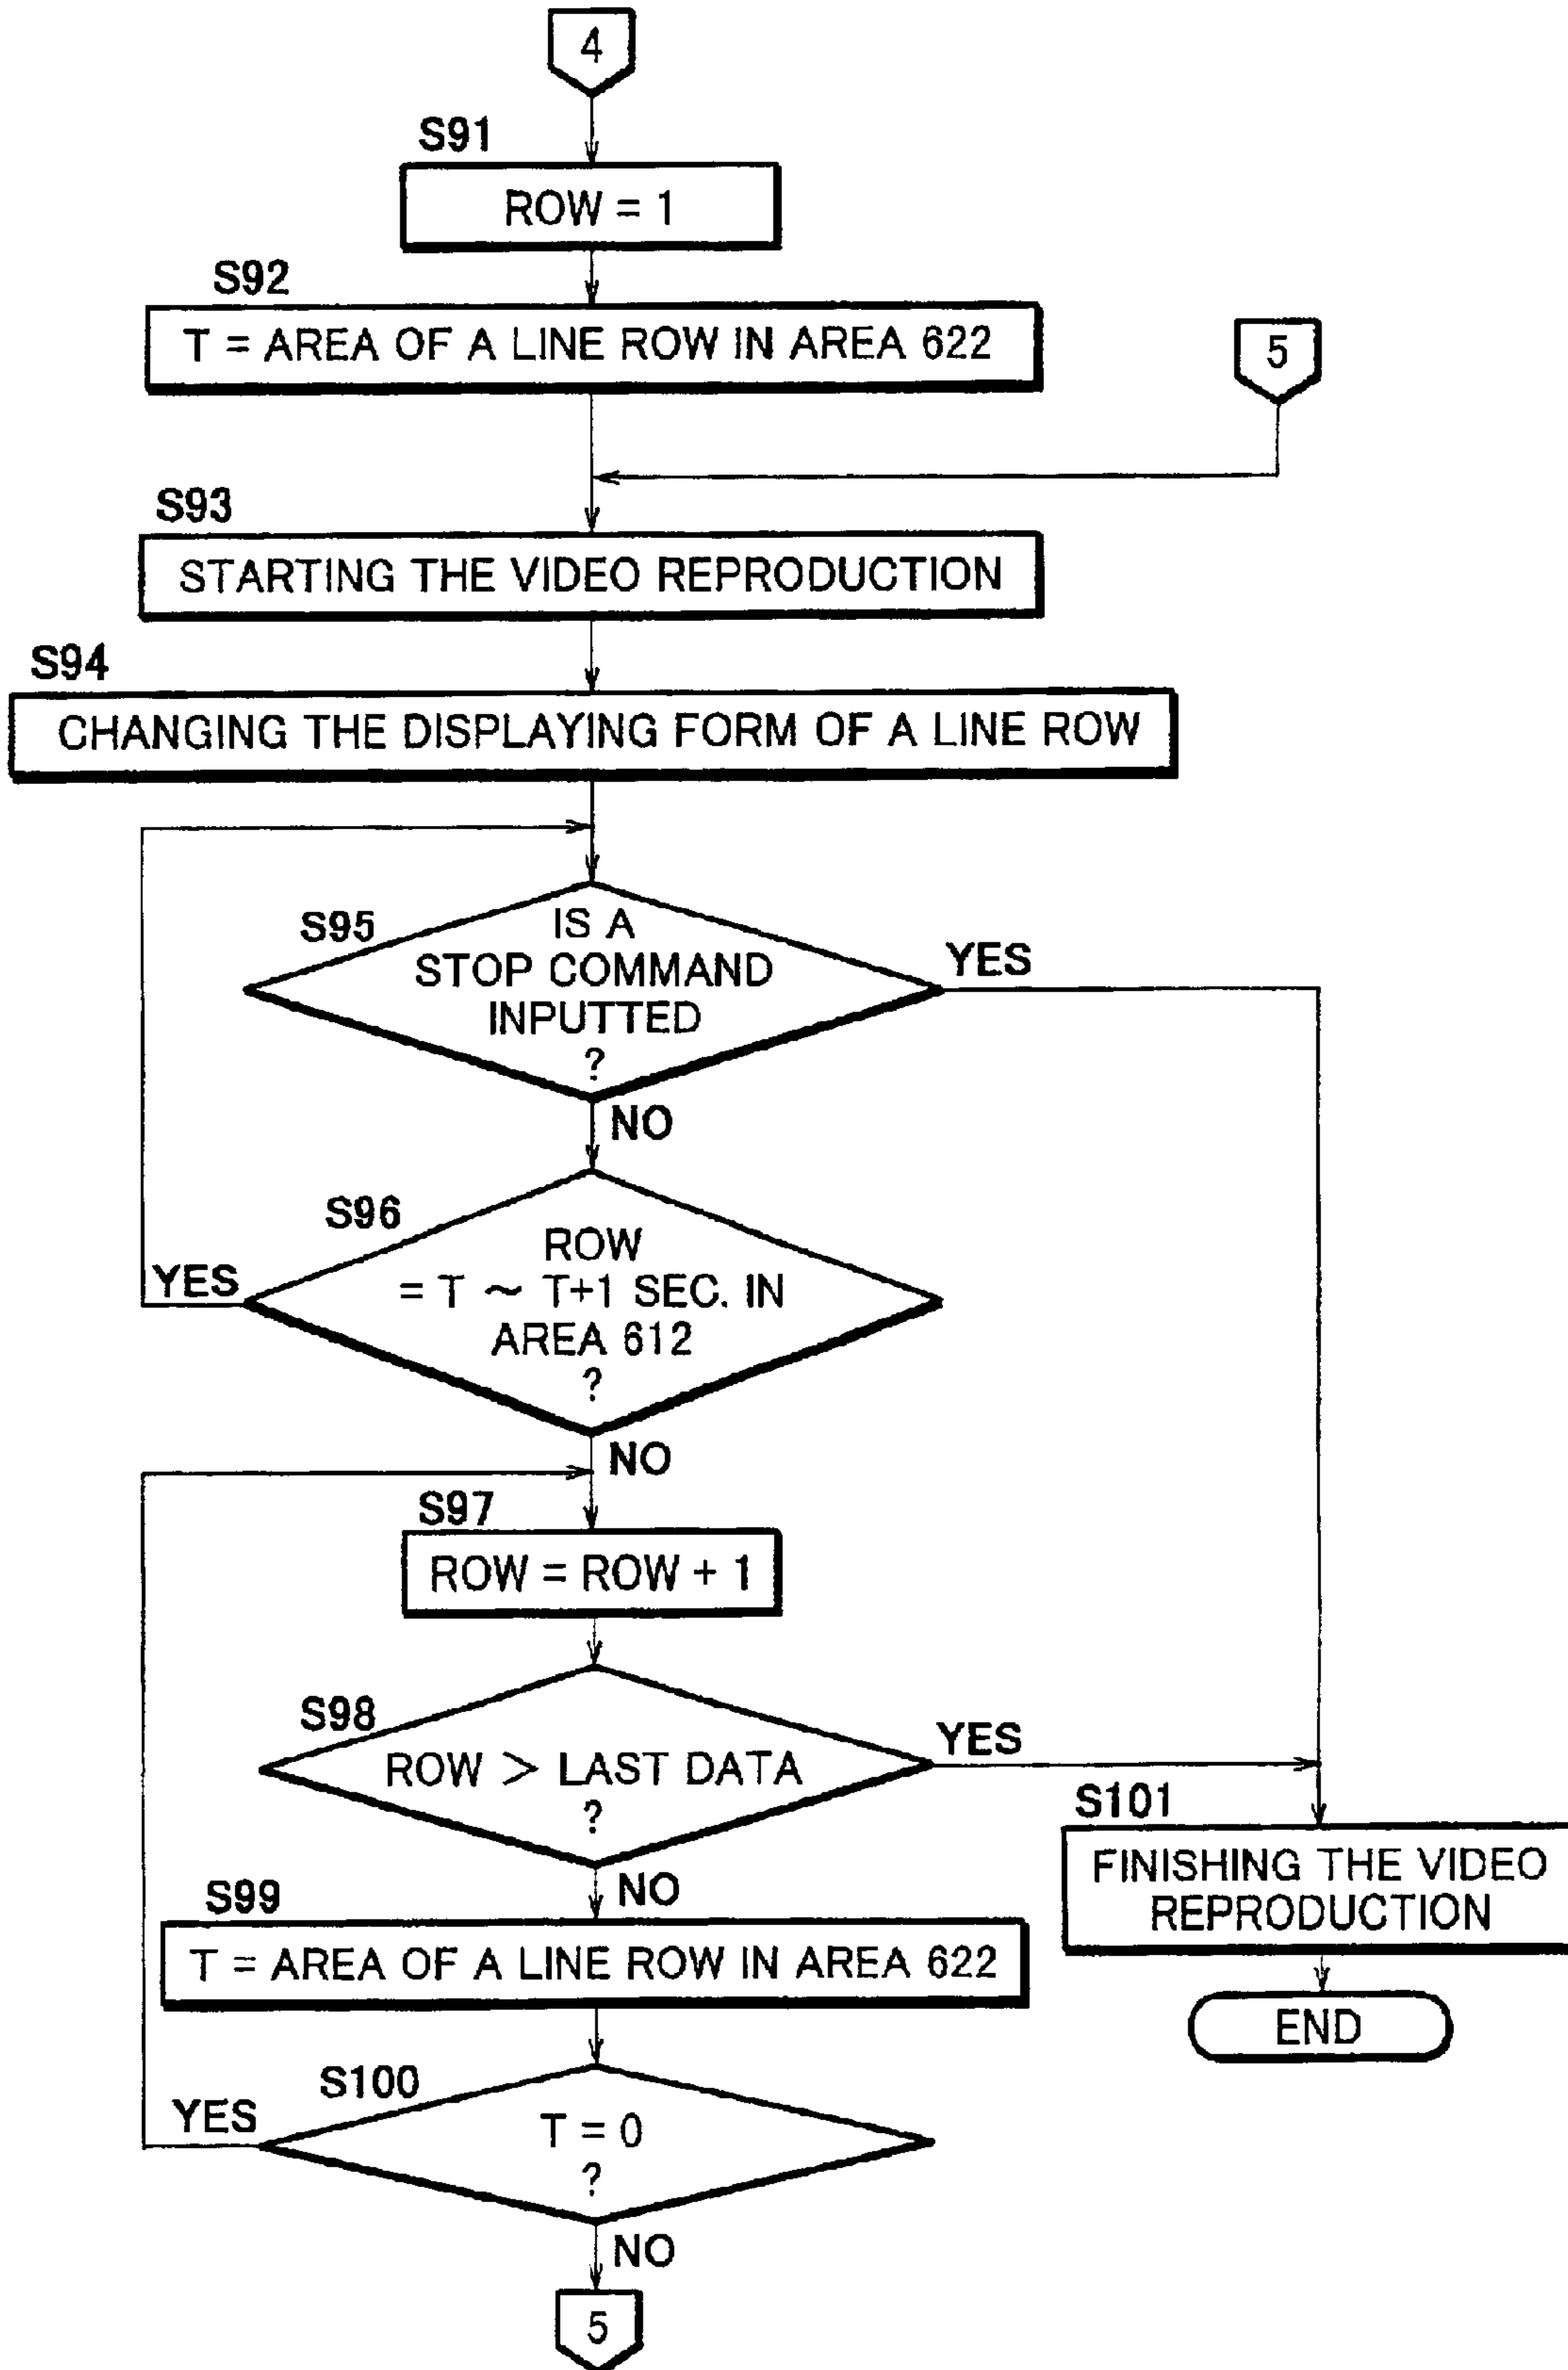 4
S91
ROW = 1
S92
T = AREA OF A LINE ROW IN AREA 622
5
S93
STARTING THE VIDEO REPRODUCTION
S94
CHANGING THE DISPLAYING FORM OF A LINE ROW
S95
IS A
STOP COMMAND
INPUTTED
?
YES
NO
S96
ROW
= T ~ T+1 SEC. IN
AREA 612
?
YES
NO
S97
ROW = ROW + 1
S98
ROW > LAST DATA
?
YES
NO
S101
FINISHING THE VIDEO
REPRODUCTION
END
S99
T = AREA OF A LINE ROW IN AREA 622
S100
T = 0
?
YES
NO
5